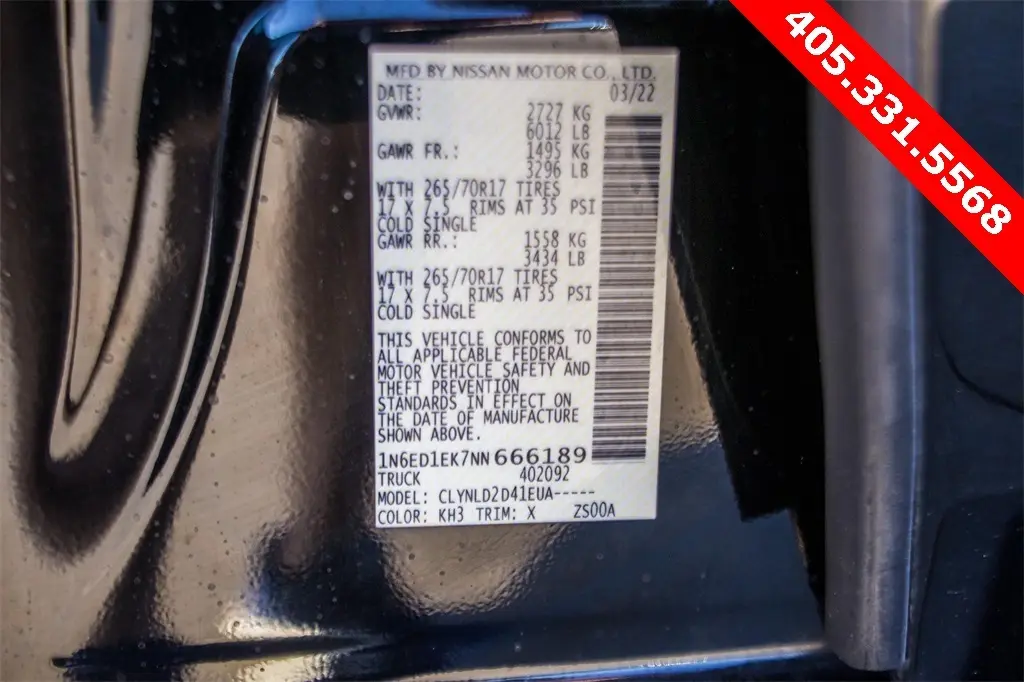 405.331.5568
MFD BY NISSAN MOTOR CO., LTD.
DATE: 03/22
GVWR: 2727 KG
6012 LB
GAWR FR.: 1495 KG
3296 LB
WITH 265/70R17 TIRES
17 X 7.5 RIMS AT 35 PSI
COLD SINGLE
GAWR RR.: 1558 KG
3434 LB
WITH 265/70R17 TIRES
17 X 7.5 RIMS AT 35 PSI
COLD SINGLE
THIS VEHICLE CONFORMS TO
ALL APPLICABLE FEDERAL
MOTOR VEHICLE SAFETY AND
THEFT PREVENTION
STANDARDS IN EFFECT ON
THE DATE OF MANUFACTURE
SHOWN ABOVE.
1N6ED1EK7NN666189
TRUCK 402092
MODEL: CLYNLD2D41EUA-----
COLOR: KH3 TRIM: X ZS00A